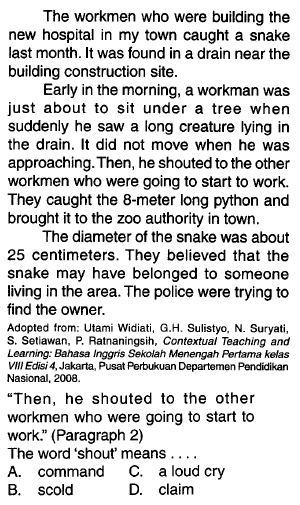 The workmen who were building the
new hospital in my town caught a snake
last month. It was found in a drain near the
building construction site.
Early in the morning, a workman was
just about to sit under a tree when
suddenly he saw a long creature lying in
the drain. It did not move when he was
approaching. Then, he shouted to the other
workmen who were going to start to work.
They caught the 8-meter long python and
brought it to the zoo authority in town.
The diameter of the snake was about
25 centimeters. They believed that the
snake may have belonged to someone
living in the area. The police were trying to
find the owner.
Adopted from: Utami Widiati, G.H. Sulistyo, N. Suryati,
S. Setiawan, P. Ratnaningsih, Contextual Teaching and
Learning: Bahasa Inggris Sekolah Menengah Pertama kelas
VIII Edisi 4, Jakarta, Pusat Perbukuan Departemen Pendidikan
Nasional, 2008.
"Then, he shouted to the other
workmen who were going to start to
work." (Paragraph 2)
The word 'shout' means . . . .
A. command C. a loud cry
B. scold D. claim